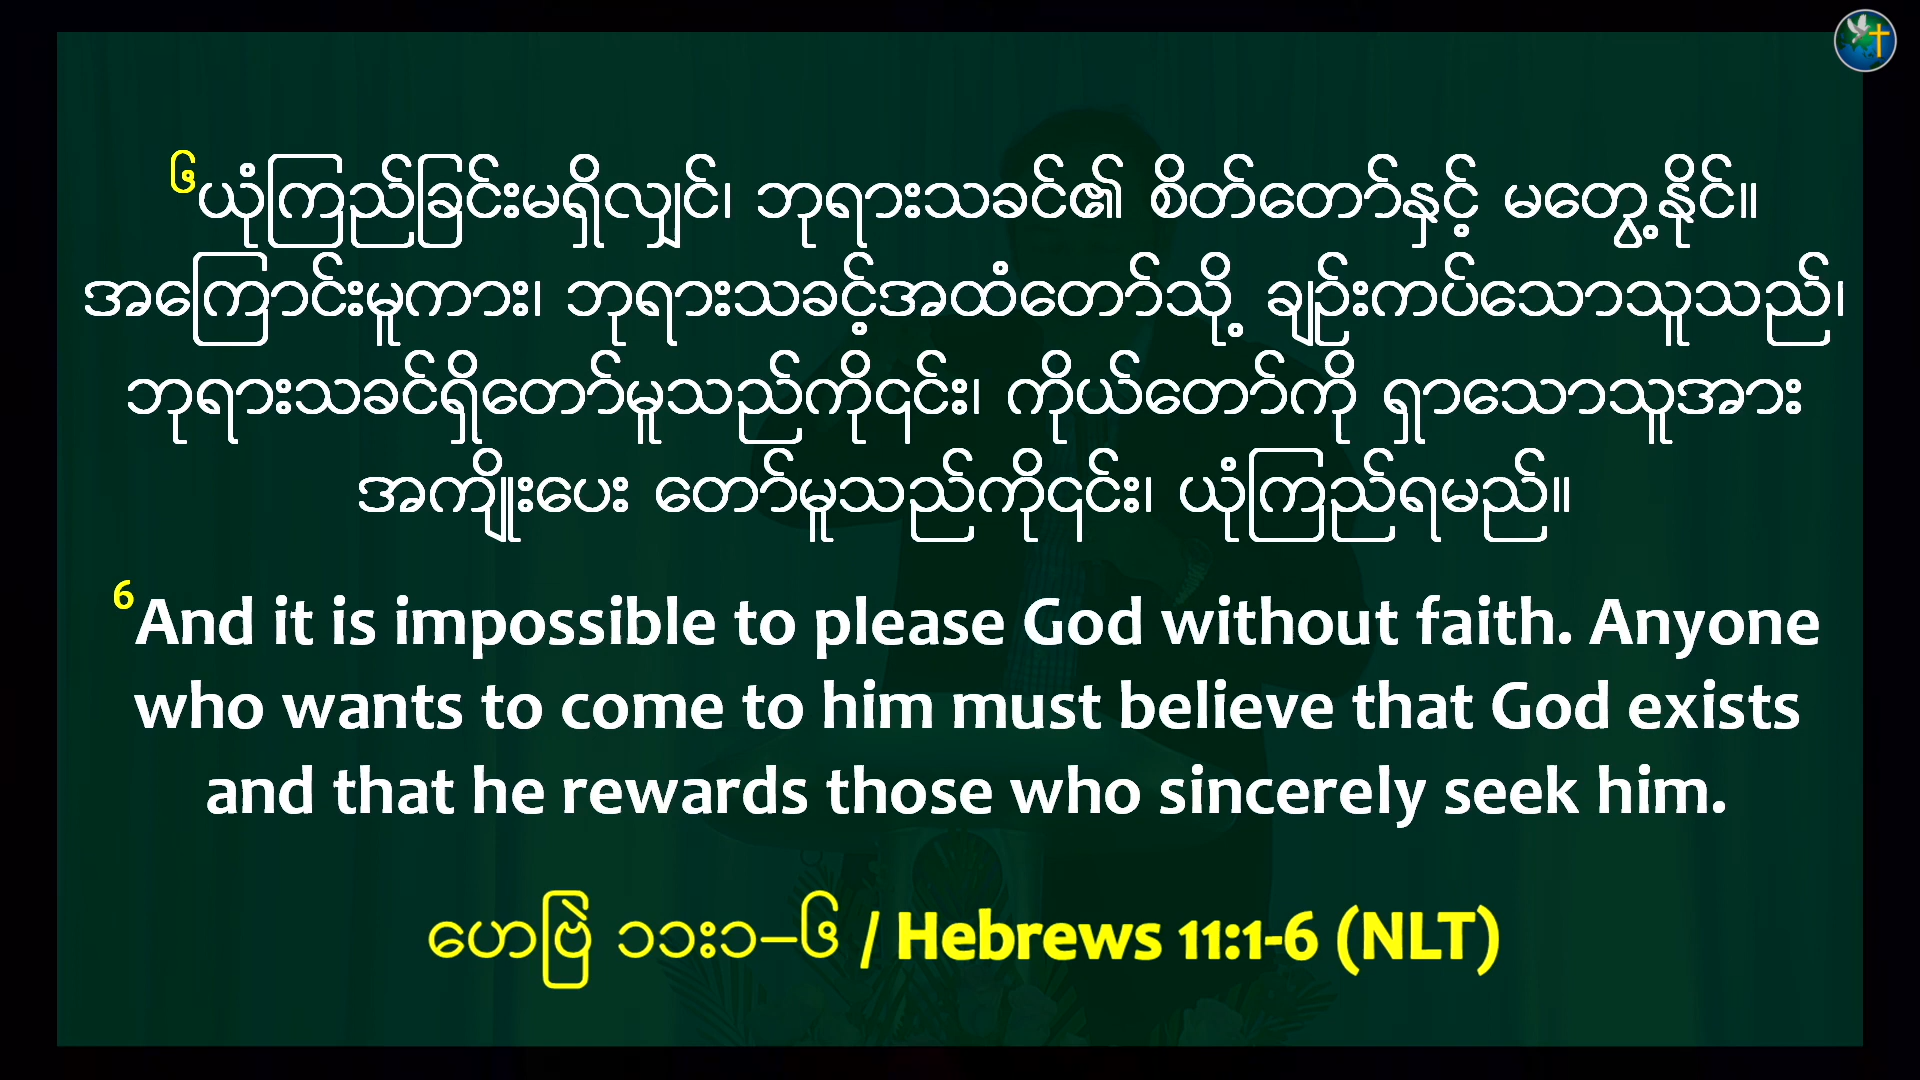 ၆ယုံကြည်ခြင်းမရှိလျှင်၊ ဘုရားသခင်၏ စိတ်တော်နှင့် မတွေ့နိုင်။
အကြောင်းမူကား၊ ဘုရားသခင့်အထံတော်သို့ ချဉ်းကပ်သောသူသည်၊
ဘုရားသခင်ရှိတော်မူသည်ကို၎င်း၊ ကိုယ်တော်ကို ရှာသောသူအား
အကျိုးပေး တော်မူသည်ကို၎င်း၊ ယုံကြည်ရမည်။
6And it is impossible to please God without faith. Anyone
who wants to come to him must believe that God exists
and that he rewards those who sincerely seek him.
ဟေဗြဲ ၁၁း၁–၆ / Hebrews 11:1-6 (NLT)